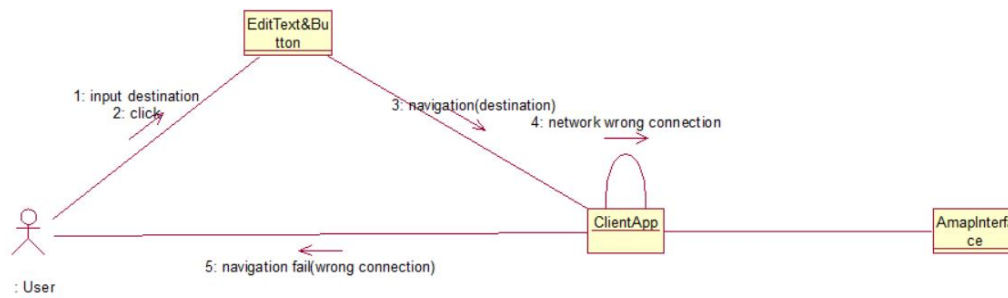 EditText&Bu
tton
1: input destination
2: click
3: navigation(destination)
4: network wrong connection
ClientApp
AmapInterfa
ce
5: navigation fail(wrong connection)
: User